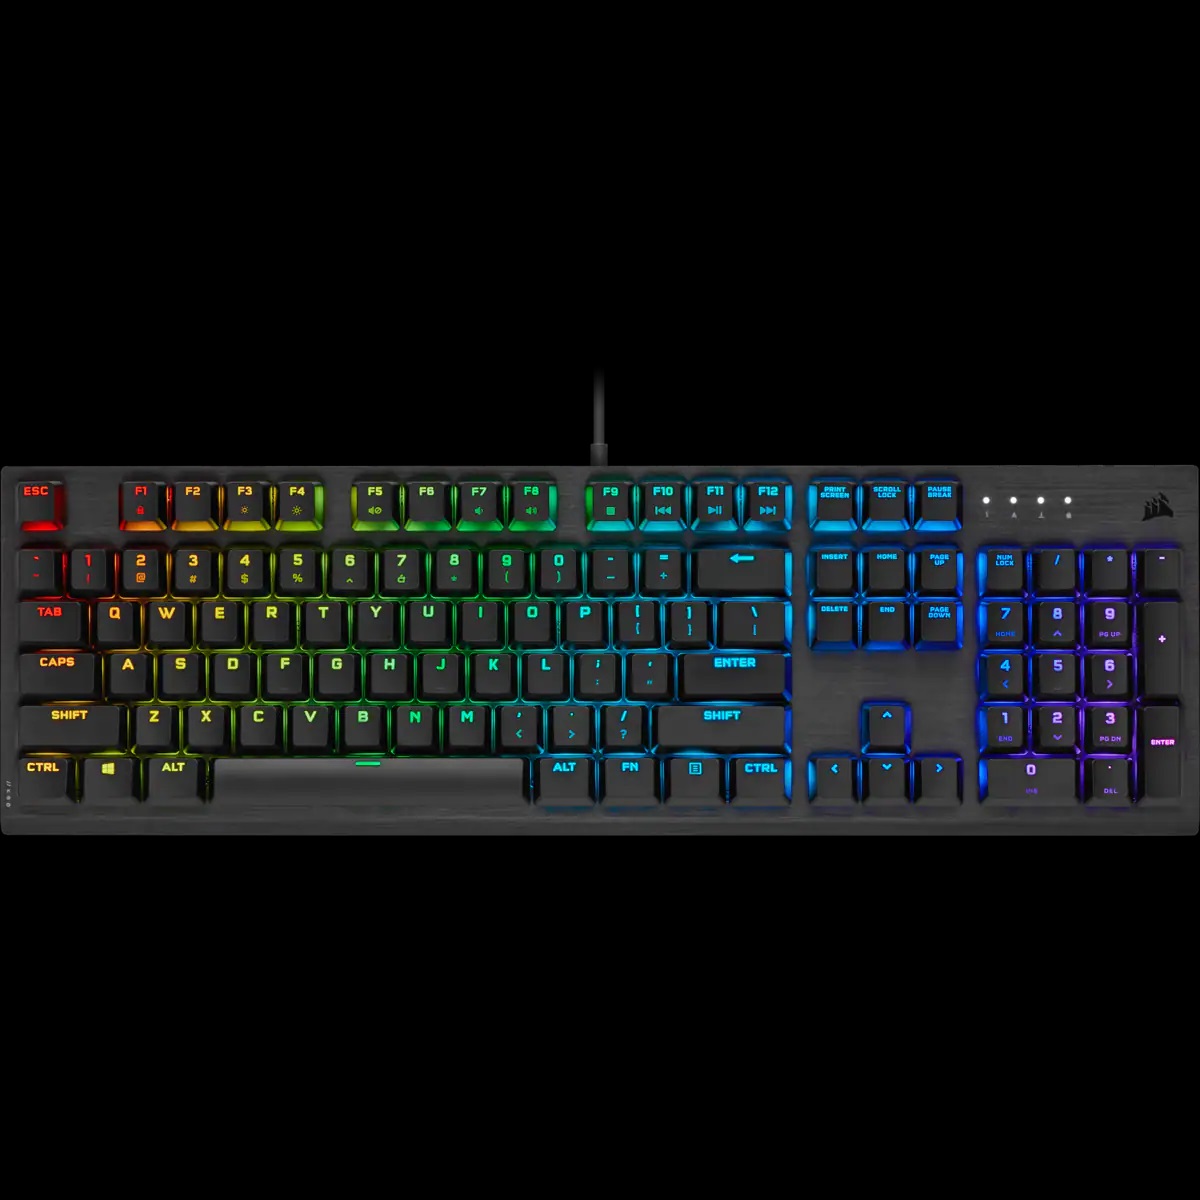 ESC F1 F2 F3 F4 F5 F6 F7 F8 F9 F10 F11 F12 PRINT SCREEN SCROLL LOCK PAUSE BREAK
1 2 3 4 5 6 7 8 9 0 - = INSERT HOME PAGE UP NUM LOCK / * -
! @ # $ % ^ & * ( ) _ +
TAB Q W E R T Y U I O P [ ] \ DELETE END PAGE DOWN 7 8 9 +
{ } | HOME PG UP
CAPS A S D F G H J K L ; ' ENTER 4 5 6
: "
SHIFT Z X C V B N M , . / SHIFT 1 2 3 ENTER
< > ? END PG DN
CTRL ALT ALT FN CTRL 0 .
INS DEL